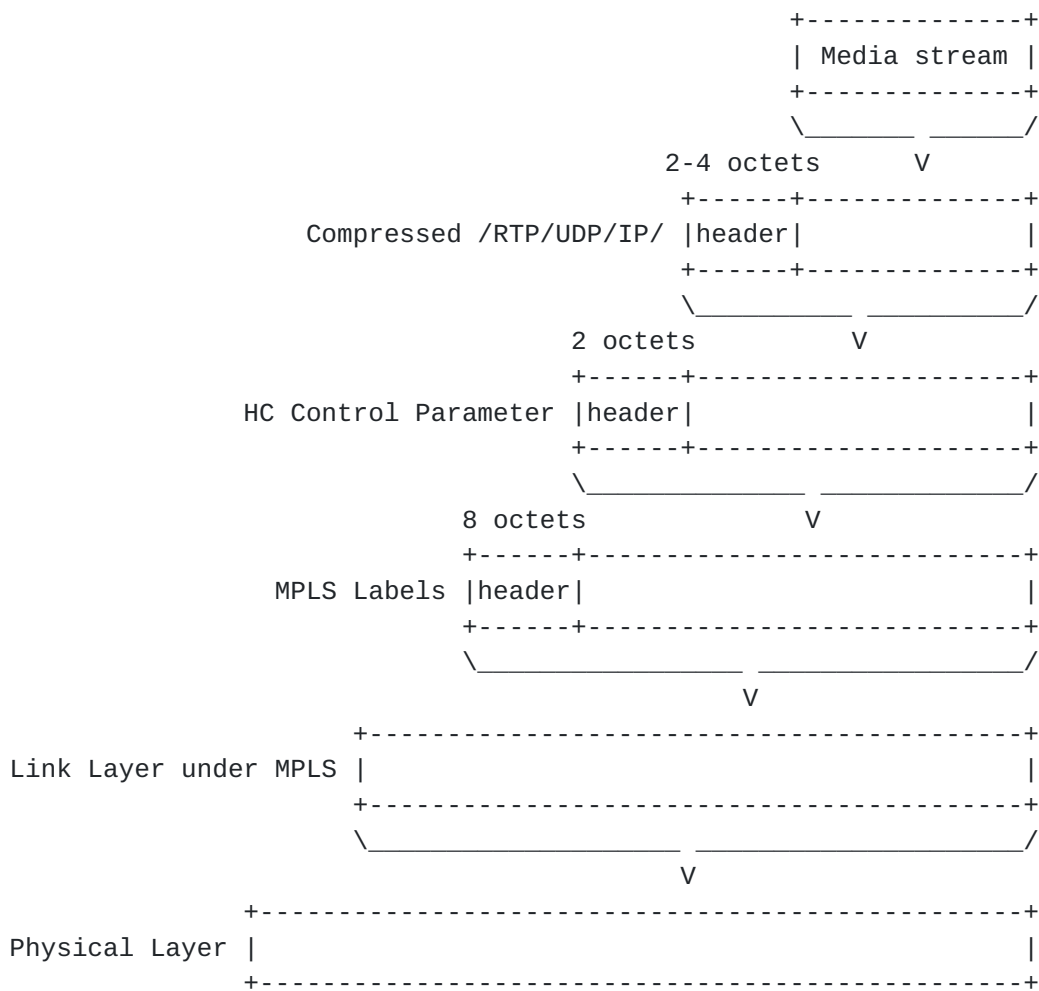 Media stream
2-4 octets
Compressed /RTP/UDP/IP/ |header|
2 octets
HC Control Parameter |header|
8 octets
MPLS Labels |header|
Link Layer under MPLS
Physical Layer